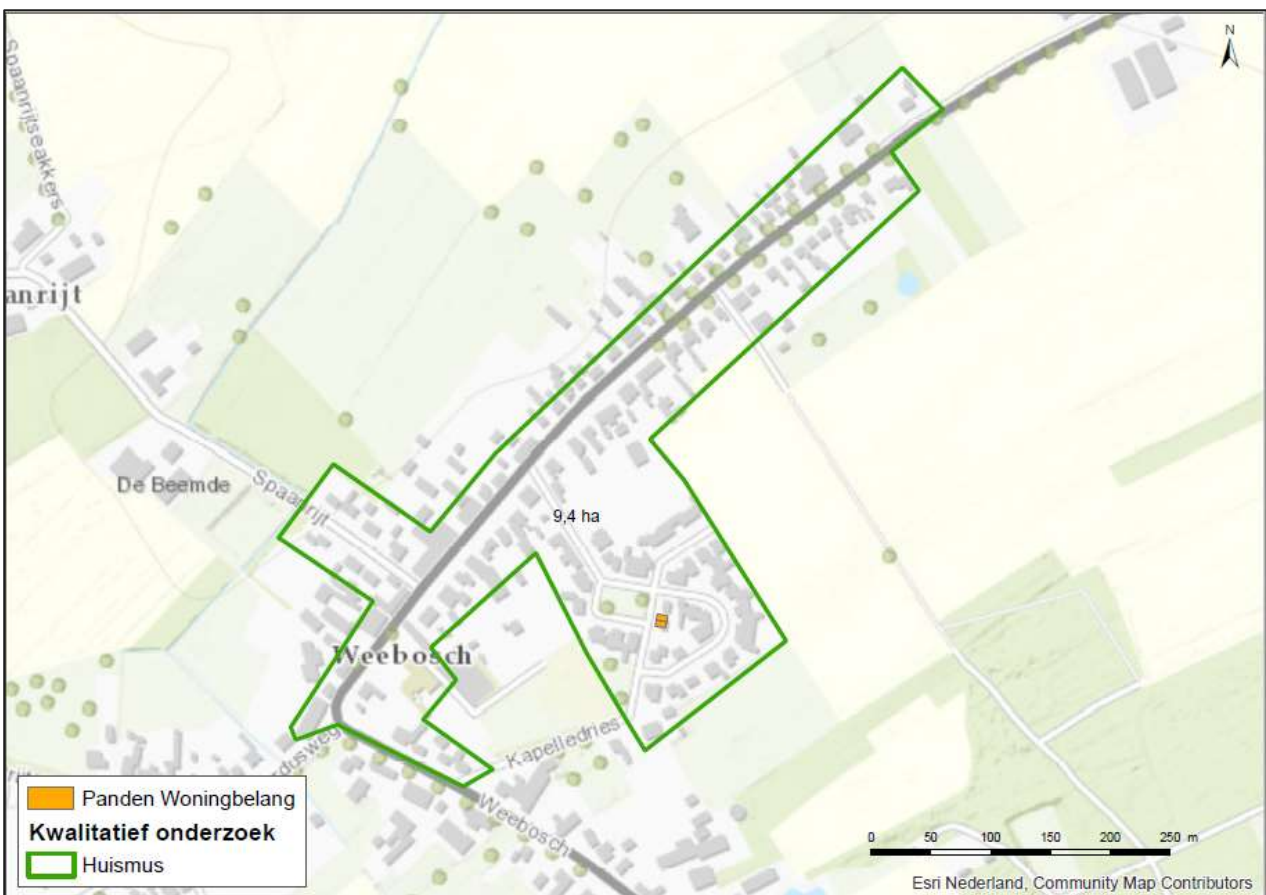 N
Spaanrijtseakkers
anrijt
De Beemde
Spaanrijt
9,4 ha
Weebosch
Kapelledries
rdusweg
Weebosch
Panden Woningbelang
Kwalitatief onderzoek
Huismus
0 50 100 150 200 250 m
Esri Nederland, Community Map Contributors